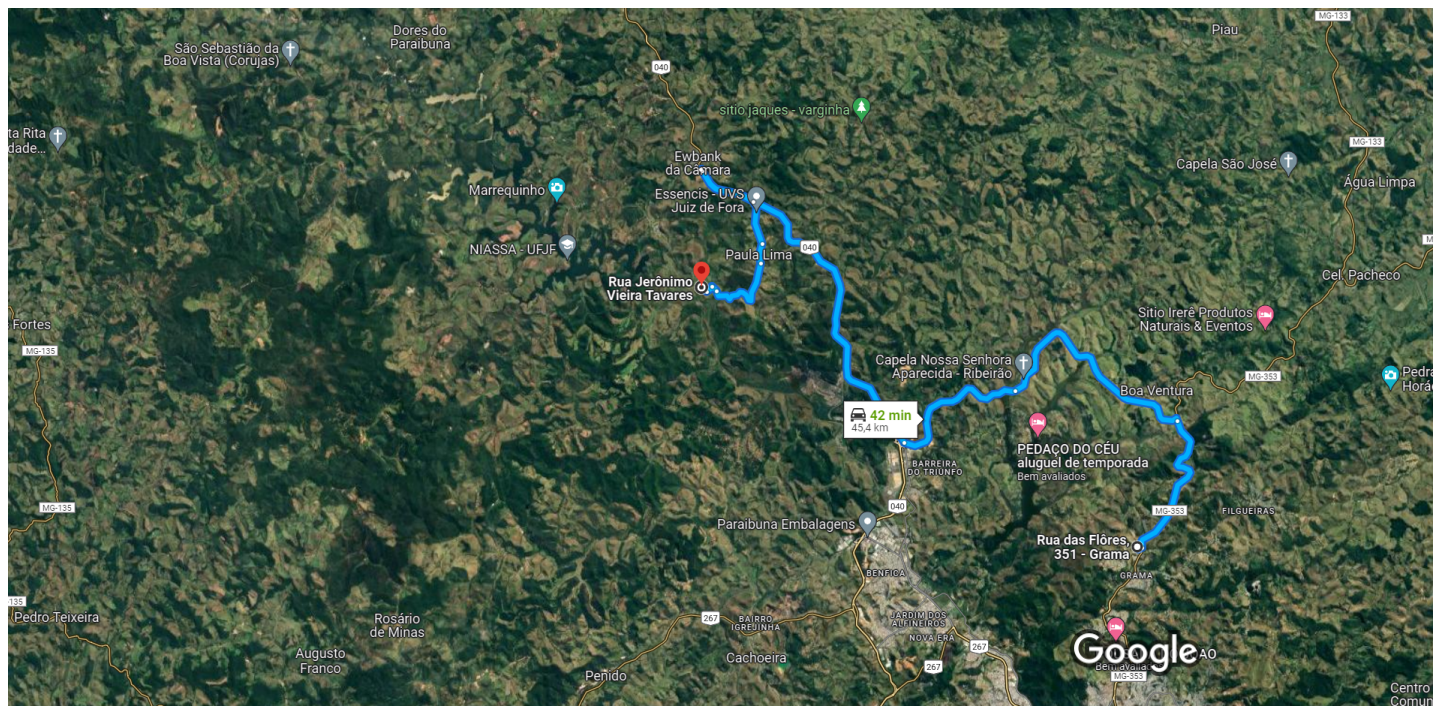 MG-133
Dores do
Paraibuna
Piau
São Sebastião da
Boa Vista (Corujas)
040
sitio jaques - varginha
ta Rita
dade...
MG-133
Ewbank
da Câmara
Capela São José
Água Limpa
Marrequinho
Essencis - UVS
Juiz de Fora
NIASSA - UFJF
040
Paula Lima
Cel. Pacheco
Rua Jerônimo
Vieira Tavares
Sitio Irerê Produtos
Naturais & Eventos
Fortes
MG-135
Capela Nossa Senhora
Aparecida - Ribeirão
MG-353
Pedra
Horá
Boa Ventura
42 min
45,4 km
PEDAÇO DO CÉU
aluguel de temporada
Bem avaliados
BARREIRA
DO TRIUNFO
MG-135
040
MG-353
FILGUEIRAS
Paraibuna Embalagens
Rua das Flôres,
351 - Grama
BENFICA
GRAMA
135
Pedro Teixeira
Rosário
de Minas
267
BAIRRO
IGREJINHA
JARDIM DOS
ALFINEIROS
NOVA ERA
267
Augusto
Franco
Cachoeira
267
Google
AO
Penido
MG-353
Centro
Comun